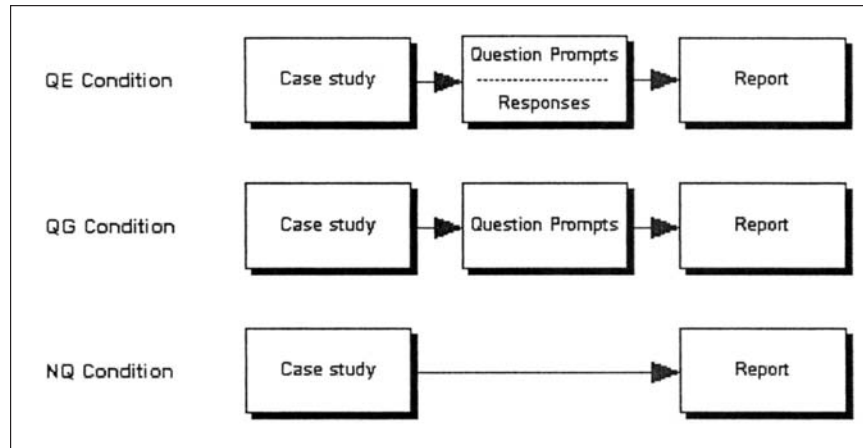 QE Condition
Case study
Question Prompts
Responses
Report
QG Condition
Case study
Question Prompts
Report
NQ Condition
Case study
Report